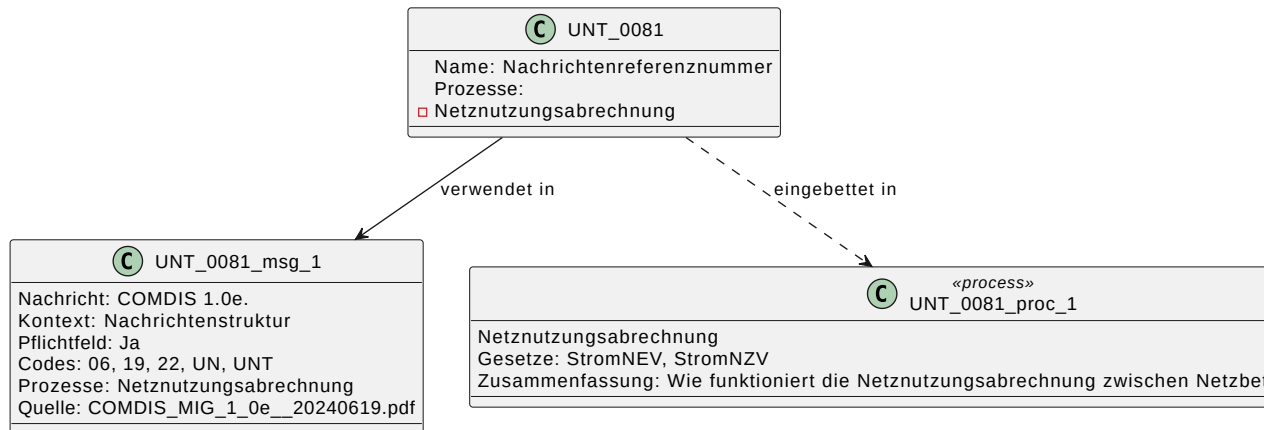 C UNT_0081
Name: Nachrichtenreferenznummer
Prozesse:
Netznutzungsabrechnung
verwendet in
eingebettet in
C UNT_0081_msg_1
Nachricht: COMDIS 1.0e.
Kontext: Nachrichtenstruktur
Pflichtfeld: Ja
Codes: 06, 19, 22, UN, UNT
Prozesse: Netznutzungsabrechnung
Quelle: COMDIS_MIG_1_0e__20240619.pdf
«process»
C UNT_0081_proc_1
Netznutzungsabrechnung
Gesetze: StromNEV, StromNZV
Zusammenfassung: Wie funktioniert die Netznutzungsabrechnung zwischen